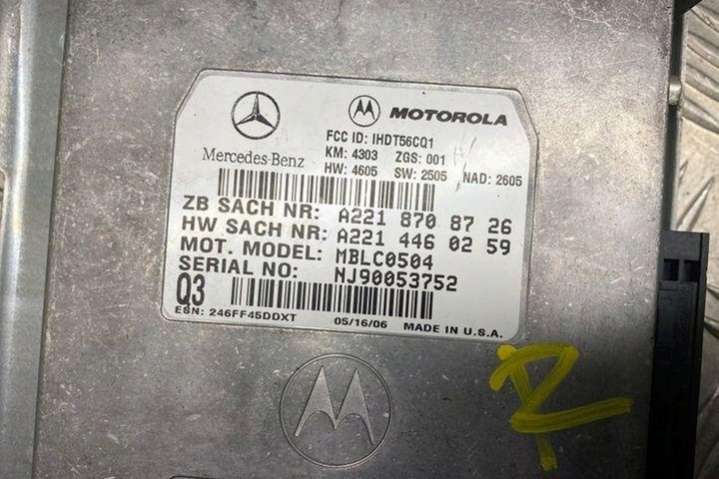 MOTOROLA
Mercedes-Benz
FCC ID: IHDT56CQ1
KM: 4303 ZGS: 001
HW: 4605 SW: 2505 NAD: 2605
ZB SACH NR: A221 870 87 26
HW SACH NR: A221 446 02 59
MOT. MODEL: MBLC0504
SERIAL NO: NJ90053752
Q3
ESN: 246FF45DDXT 05/16/06 MADE IN U.S.A.
R